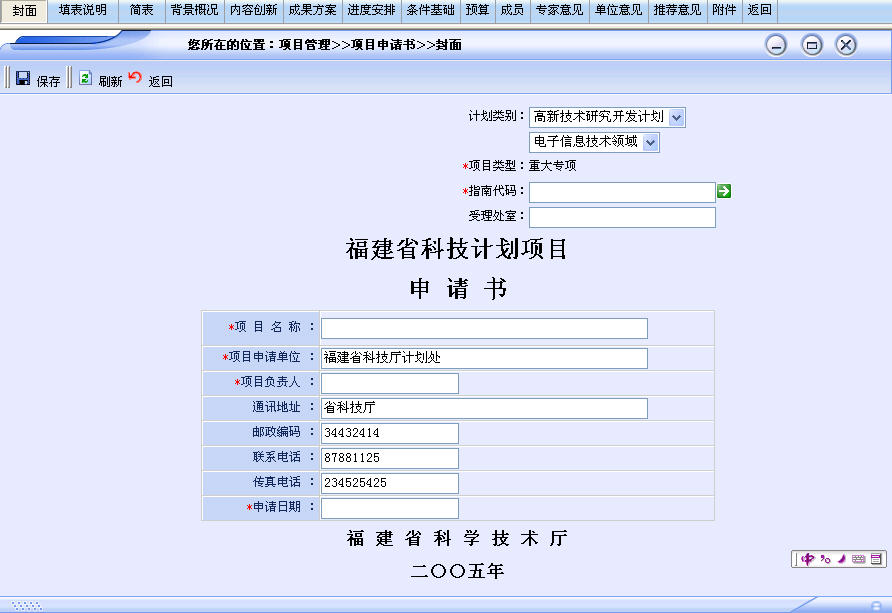 封面 填表说明 简表 背景概况 内容创新 成果方案 进度安排 条件基础 预算 成员 专家意见 单位意见 推荐意见 附件 返回
您所在的位置：项目管理>>项目申请书>>封面
保存 刷新 返回
计划类别： 高新技术研究开发计划
电子信息技术领域
*项目类型：重大专项
*指南代码：
受理处室：
福建省科技计划项目
申 请 书
*项 目 名 称 ：
*项目申请单位 ： 福建省科技厅计划处
*项目负责人 ：
通讯地址 ： 省科技厅
邮政编码 ： 34432414
联系电话 ： 87881125
传真电话 ： 234525425
*申请日期 ：
福 建 省 科 学 技 术 厅
二〇〇五年
中